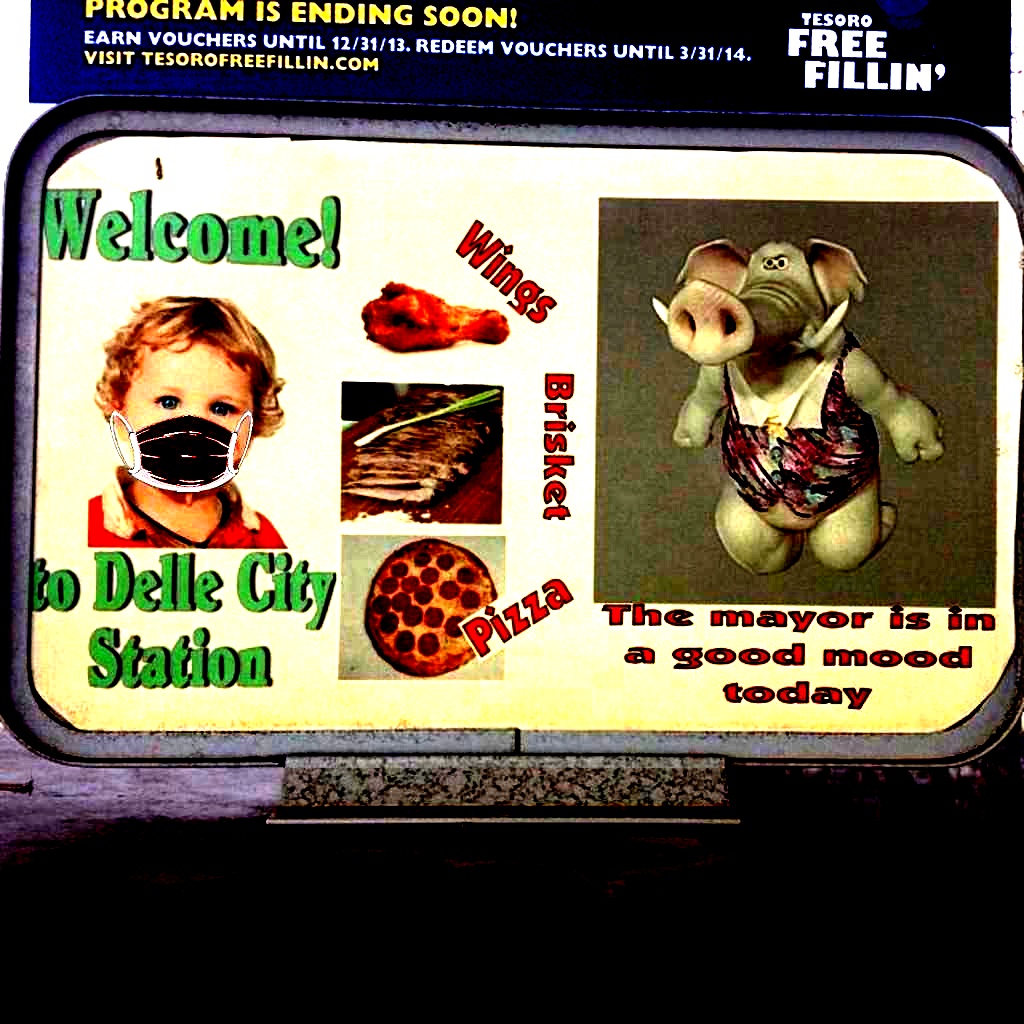 PROGRAM IS ENDING SOON!
EARN VOUCHERS UNTIL 12/31/13. REDEEM VOUCHERS UNTIL 3/31/14.
VISIT TESOROFREEFILLIN.COM
TESORO
FREE
FILLIN'
Welcome!
to Delle City
Station
Wings
Brisket
Pizza
The mayor is in
a good mood
today